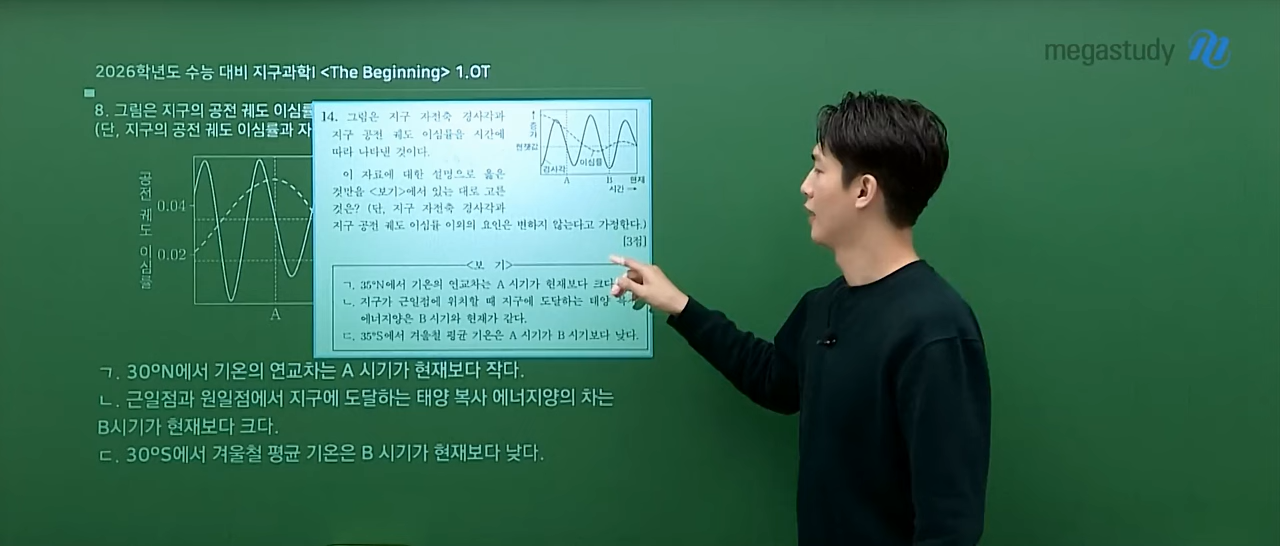 megastudy
2026학년도 수능 대비 지구과학Ⅰ <The Beginning> 1.OT
8. 그림은 지구의 공전 궤도 이심률
(단, 지구의 공전 궤도 이심률과 자
공전 궤도 이심률
0.04
0.02
A
14. 그림은 지구 자전축 경사각과
지구 공전 궤도 이심률을 시간에
따라 나타낸 것이다.
이 자료에 대한 설명으로 옳은
것만을 <보기>에서 있는 대로 고른
것은? (단, 지구 자전축 경사각과
지구 공전 궤도 이심률 이외의 요인은 변하지 않는다고 가정한다.)
[3점]
증가
현잿값
경사각
이심률
A B 현재
시간 →
<보 기>
ㄱ. 35°N에서 기온의 연교차는 A 시기가 현재보다 크다
ㄴ. 지구가 근일점에 위치할 때 지구에 도달하는 태양
에너지양은 B 시기와 현재가 같다.
ㄷ. 35°S에서 겨울철 평균 기온은 A 시기가 B 시기보다 낮다.
ㄱ. 30°N에서 기온의 연교차는 A 시기가 현재보다 작다.
ㄴ. 근일점과 원일점에서 지구에 도달하는 태양 복사 에너지양의 차는
B시기가 현재보다 크다.
ㄷ. 30°S에서 겨울철 평균 기온은 B 시기가 현재보다 낮다.